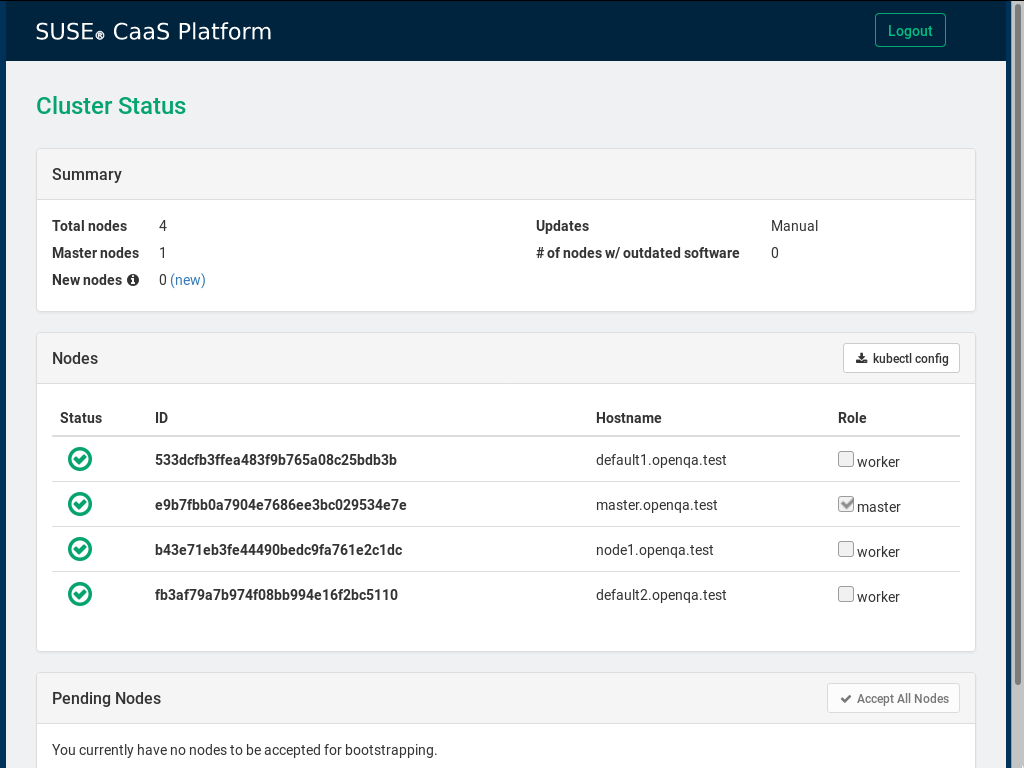 SUSE® CaaS Platform
Logout
Cluster Status
Summary
Total nodes 4 Updates Manual
Master nodes 1 # of nodes w/ outdated software 0
New nodes 0 (new)
Nodes kubectl config
Status ID Hostname Role
533dcfb3ffea483f9b765a08c25bdb3b default1.openqa.test worker
e9b7fbb0a7904e7686ee3bc029534e7e master.openqa.test master
b43e71eb3fe44490bedc9fa761e2c1dc node1.openqa.test worker
fb3af79a7b974f08bb994e16f2bc5110 default2.openqa.test worker
Pending Nodes Accept All Nodes
You currently have no nodes to be accepted for bootstrapping.